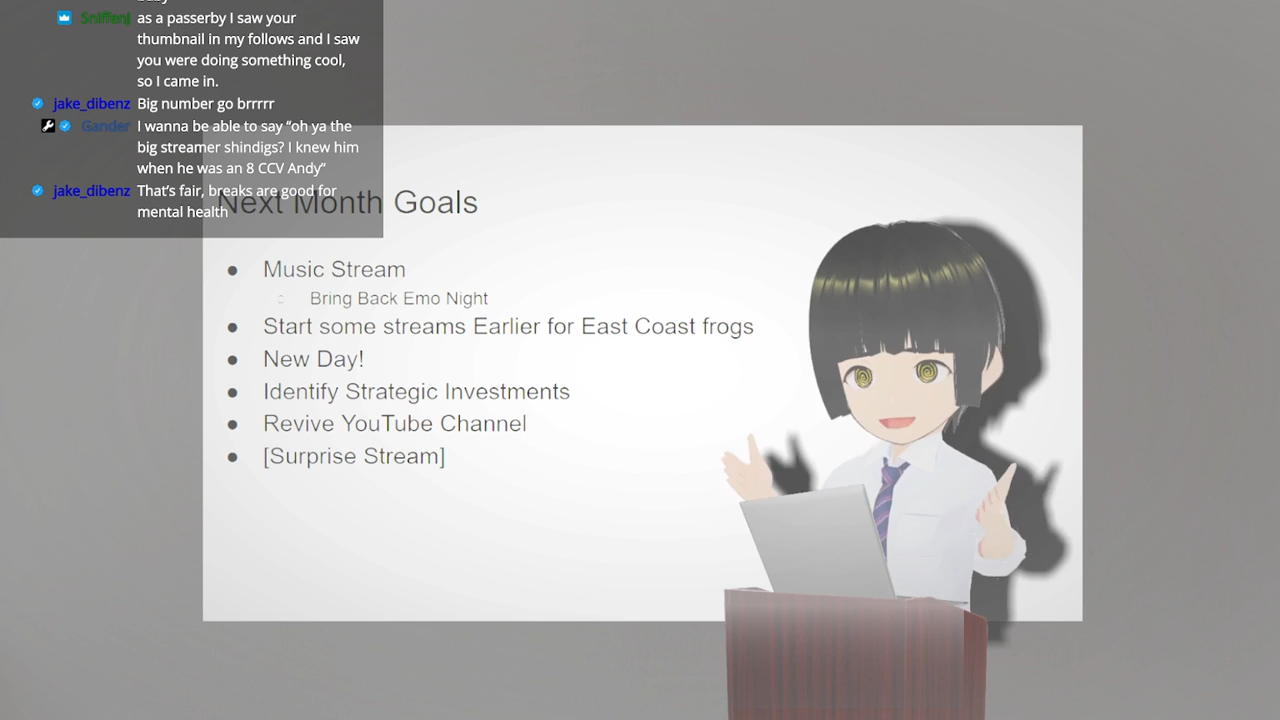 Sniffen as a passerby I saw your
thumbnail in my follows and I saw
you were doing something cool,
so I came in.
jake_dibenz Big number go brrrrr
Gander I wanna be able to say “oh ya the
big streamer shindigs? I knew him
when he was an 8 CCV Andy”
jake_dibenz That’s fair, breaks are good for
mental health
Next Month Goals
● Music Stream
○ Bring Back Emo Night
● Start some streams Earlier for East Coast frogs
● New Day!
● Identify Strategic Investments
● Revive YouTube Channel
● [Surprise Stream]